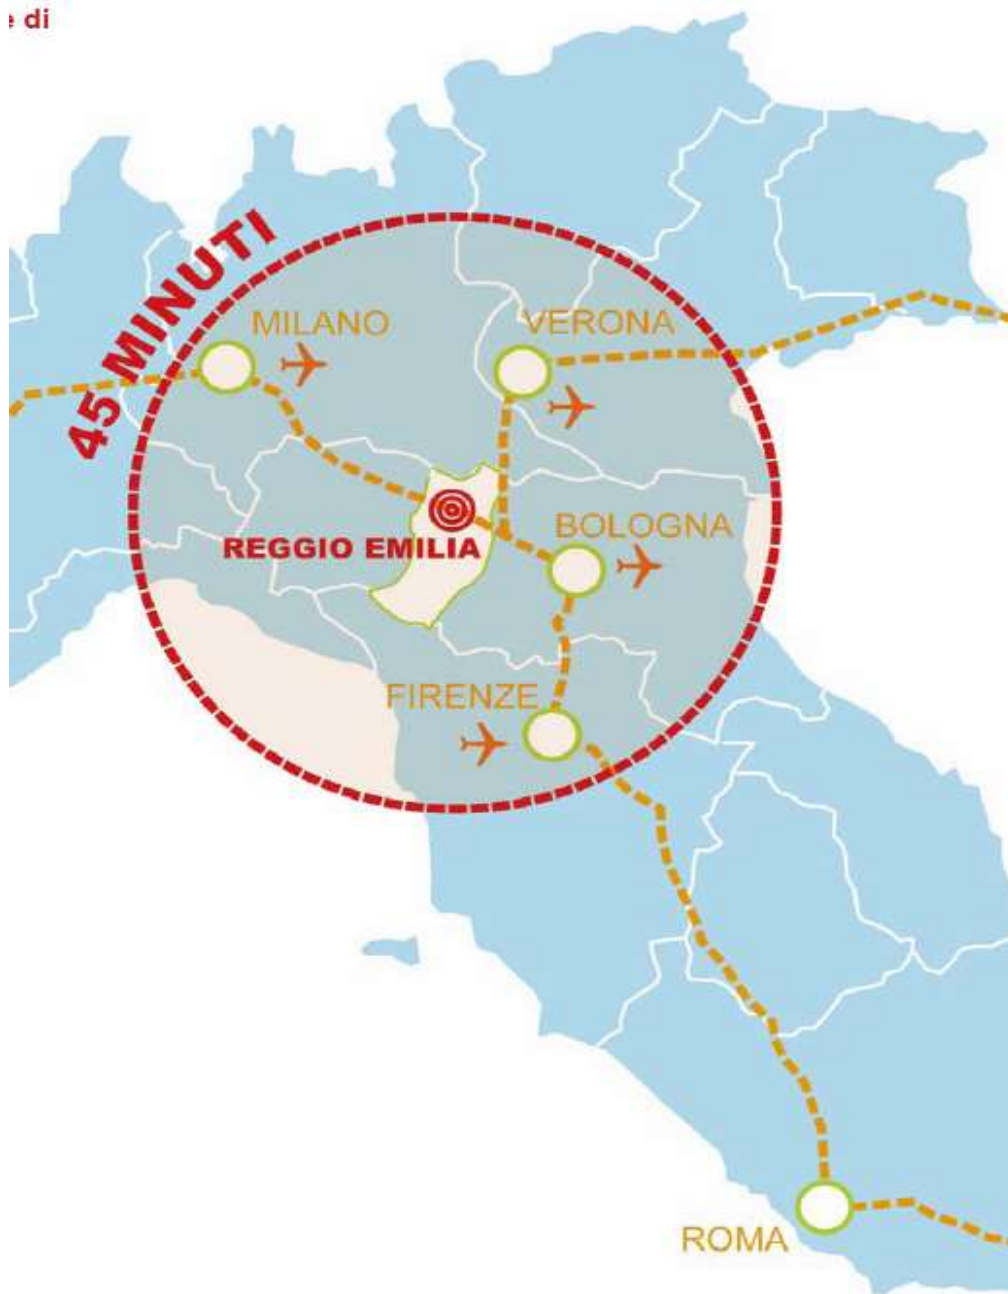 e di
45 MINUTI
MILANO
VERONA
BOLOGNA
REGGIO EMILIA
FIRENZE
ROMA